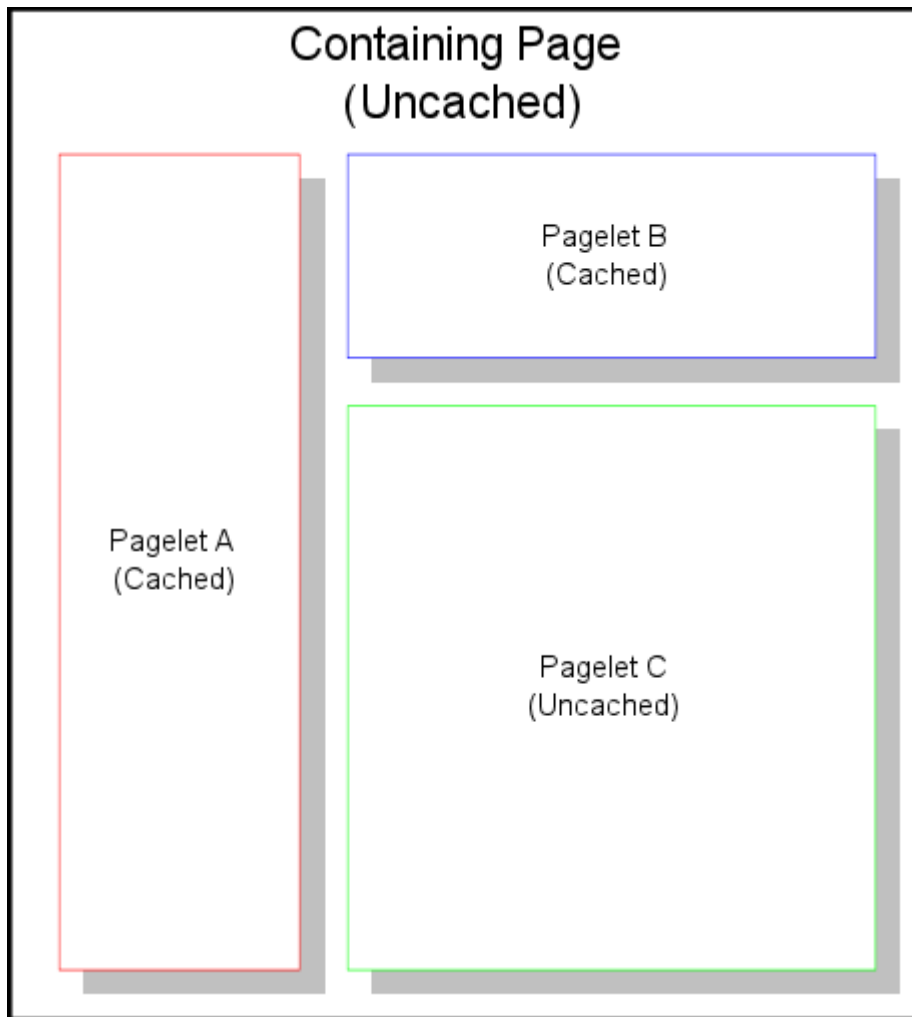 Containing Page
(Uncached)
Pagelet B
(Cached)
Pagelet A
(Cached)
Pagelet C
(Uncached)